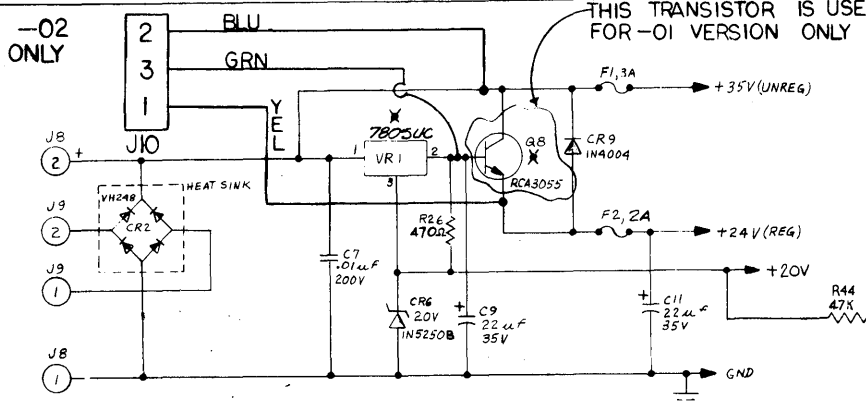 -02
ONLY
2
3
1
J10
BLU
GRN
YEL
THIS TRANSISTOR IS USE
FOR -01 VERSION ONLY
F1, 3A
+35V (UNREG)
J8
2 +
7805UC
1
VR1
2
3
Q8
RCA3055
CR9
1N4004
HEAT SINK
VH248
CR2
J9
2
J9
1
R26
470Ω
F2, 2A
+24V (REG)
C7
.01uF
200V
+20V
CR6
20V
1N5250B
+
C9
22uF
35V
+
C11
22uF
35V
R44
47K
J8
1
GND